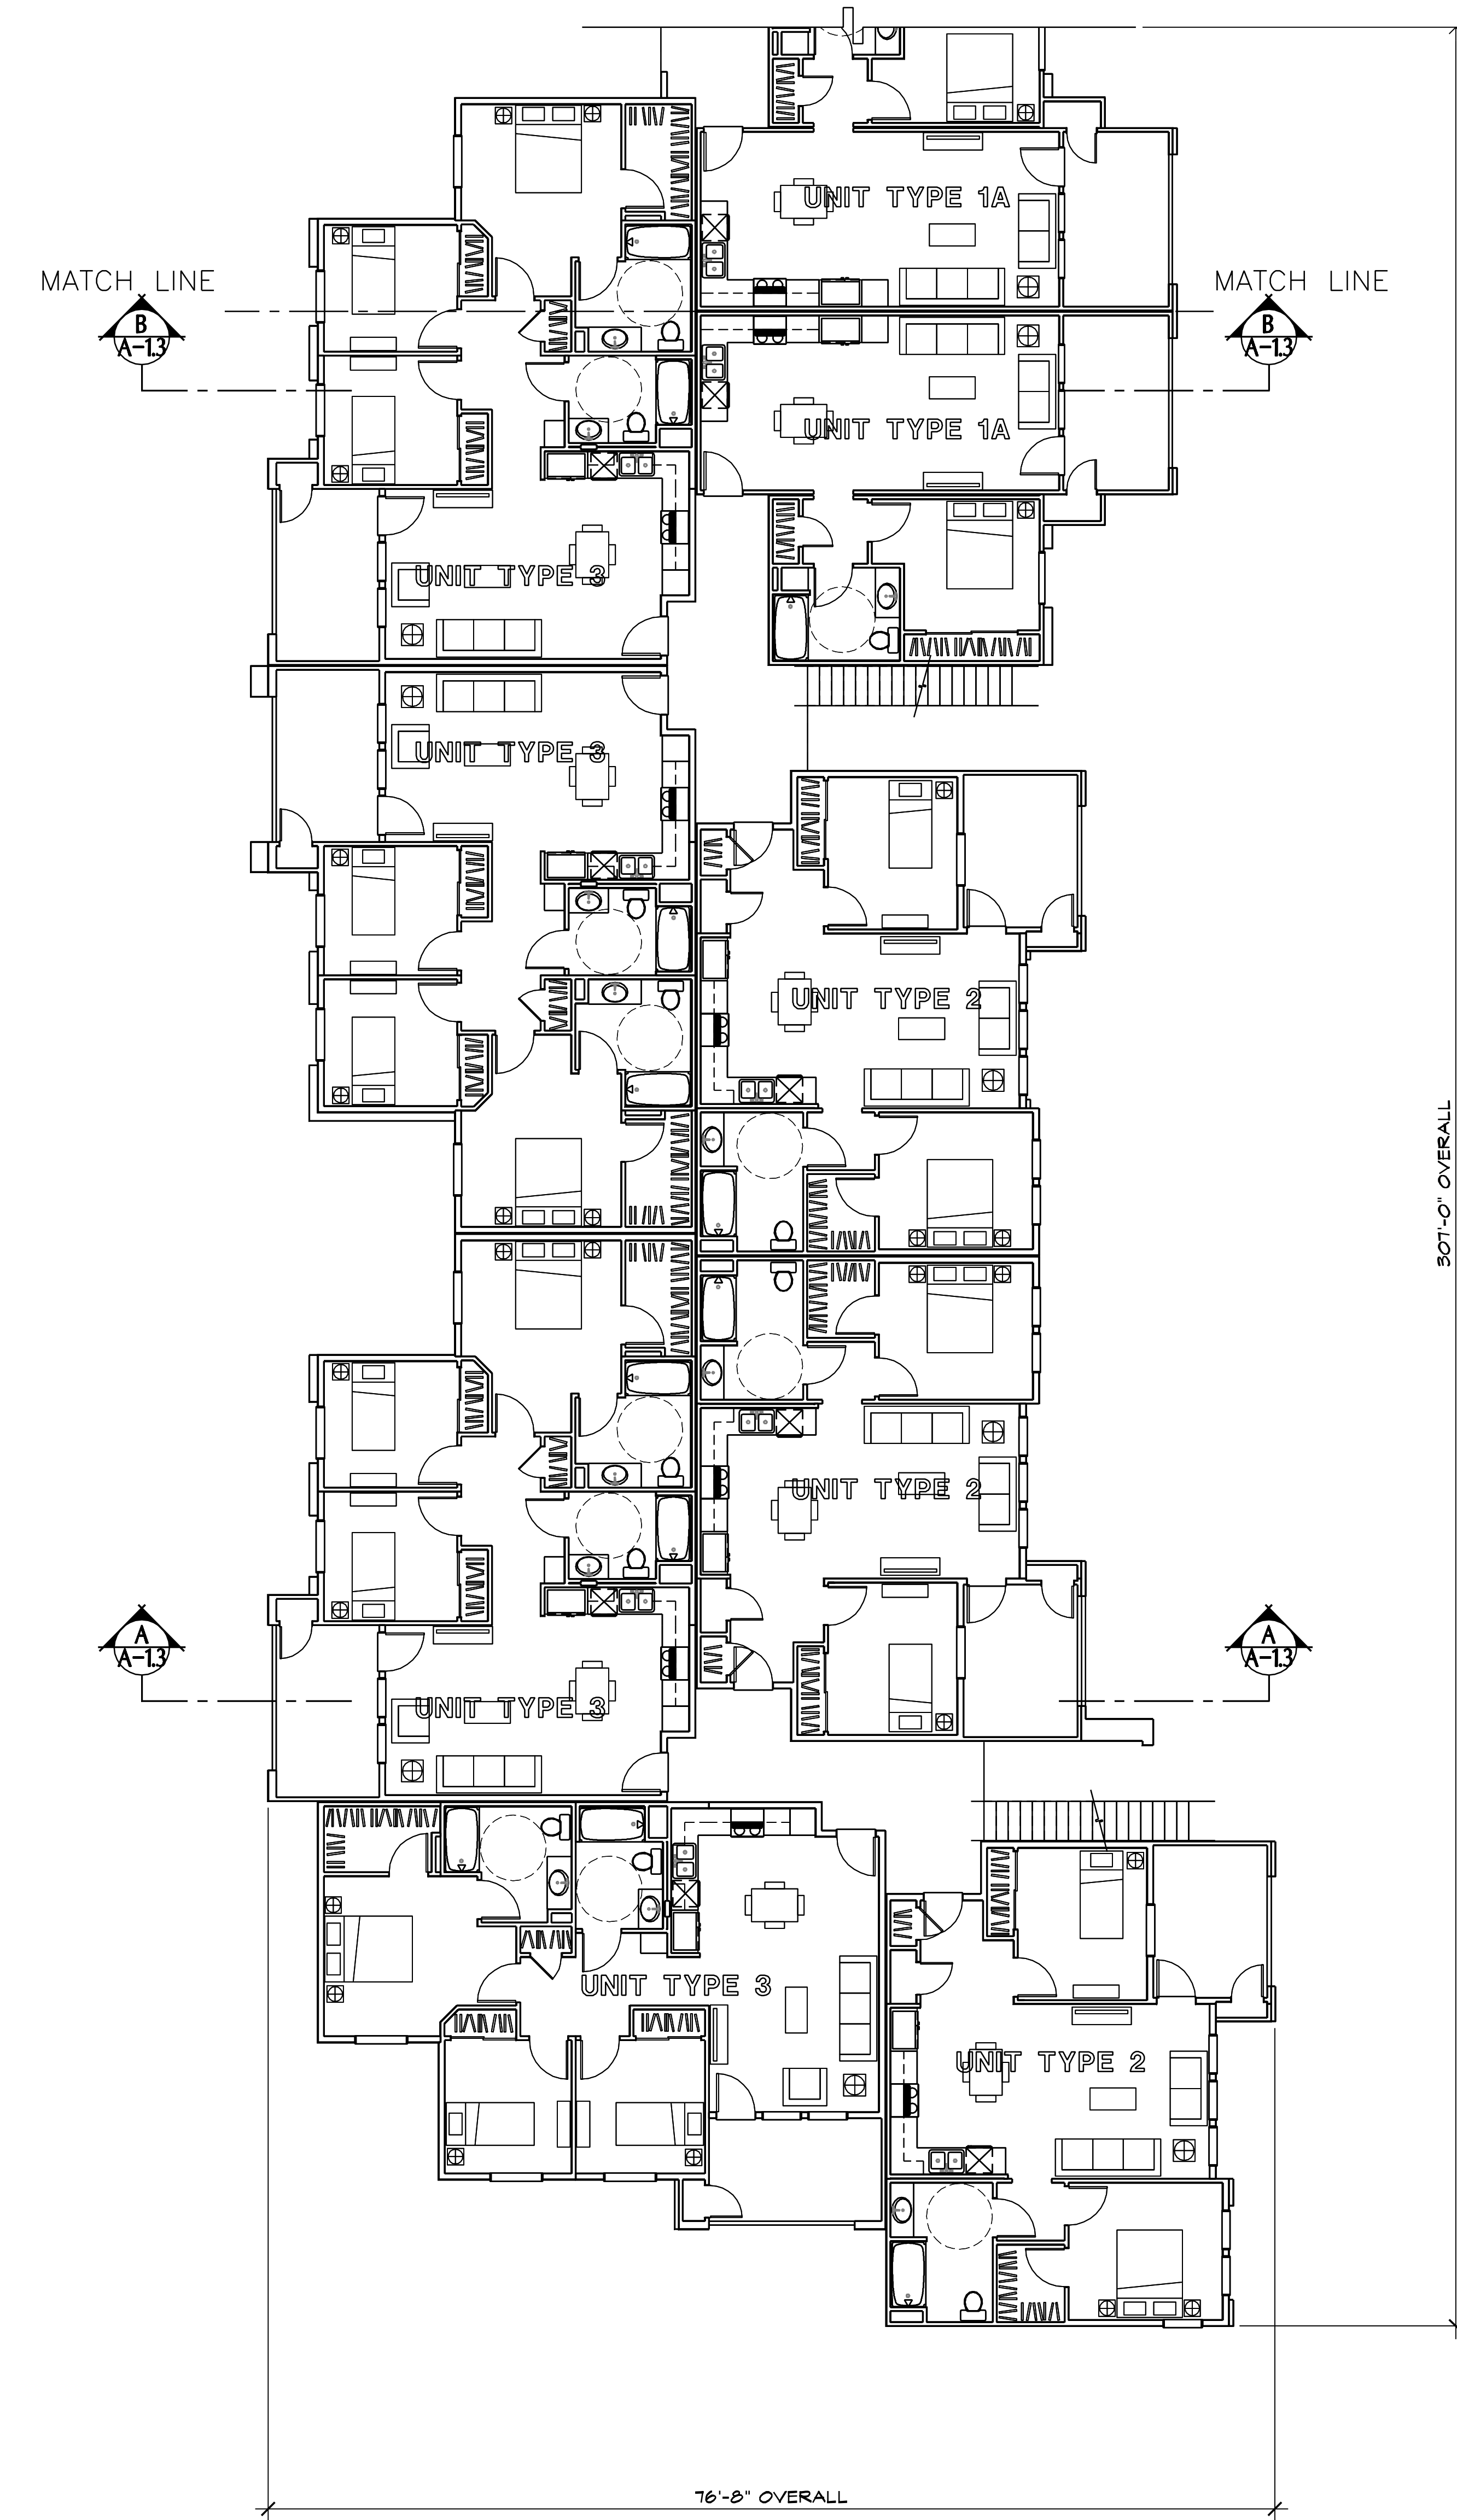 UNIT TYPE 1A
MATCH LINE
MATCH LINE
B
A-1.3
B
A-1.3
UNIT TYPE 1A
UNIT TYPE 3
UNIT TYPE 3
UNIT TYPE 2
307'-0" OVERALL
UNIT TYPE 2
A
A-1.3
A
A-1.3
UNIT TYPE 3
UNIT TYPE 3
UNIT TYPE 2
76'-8" OVERALL